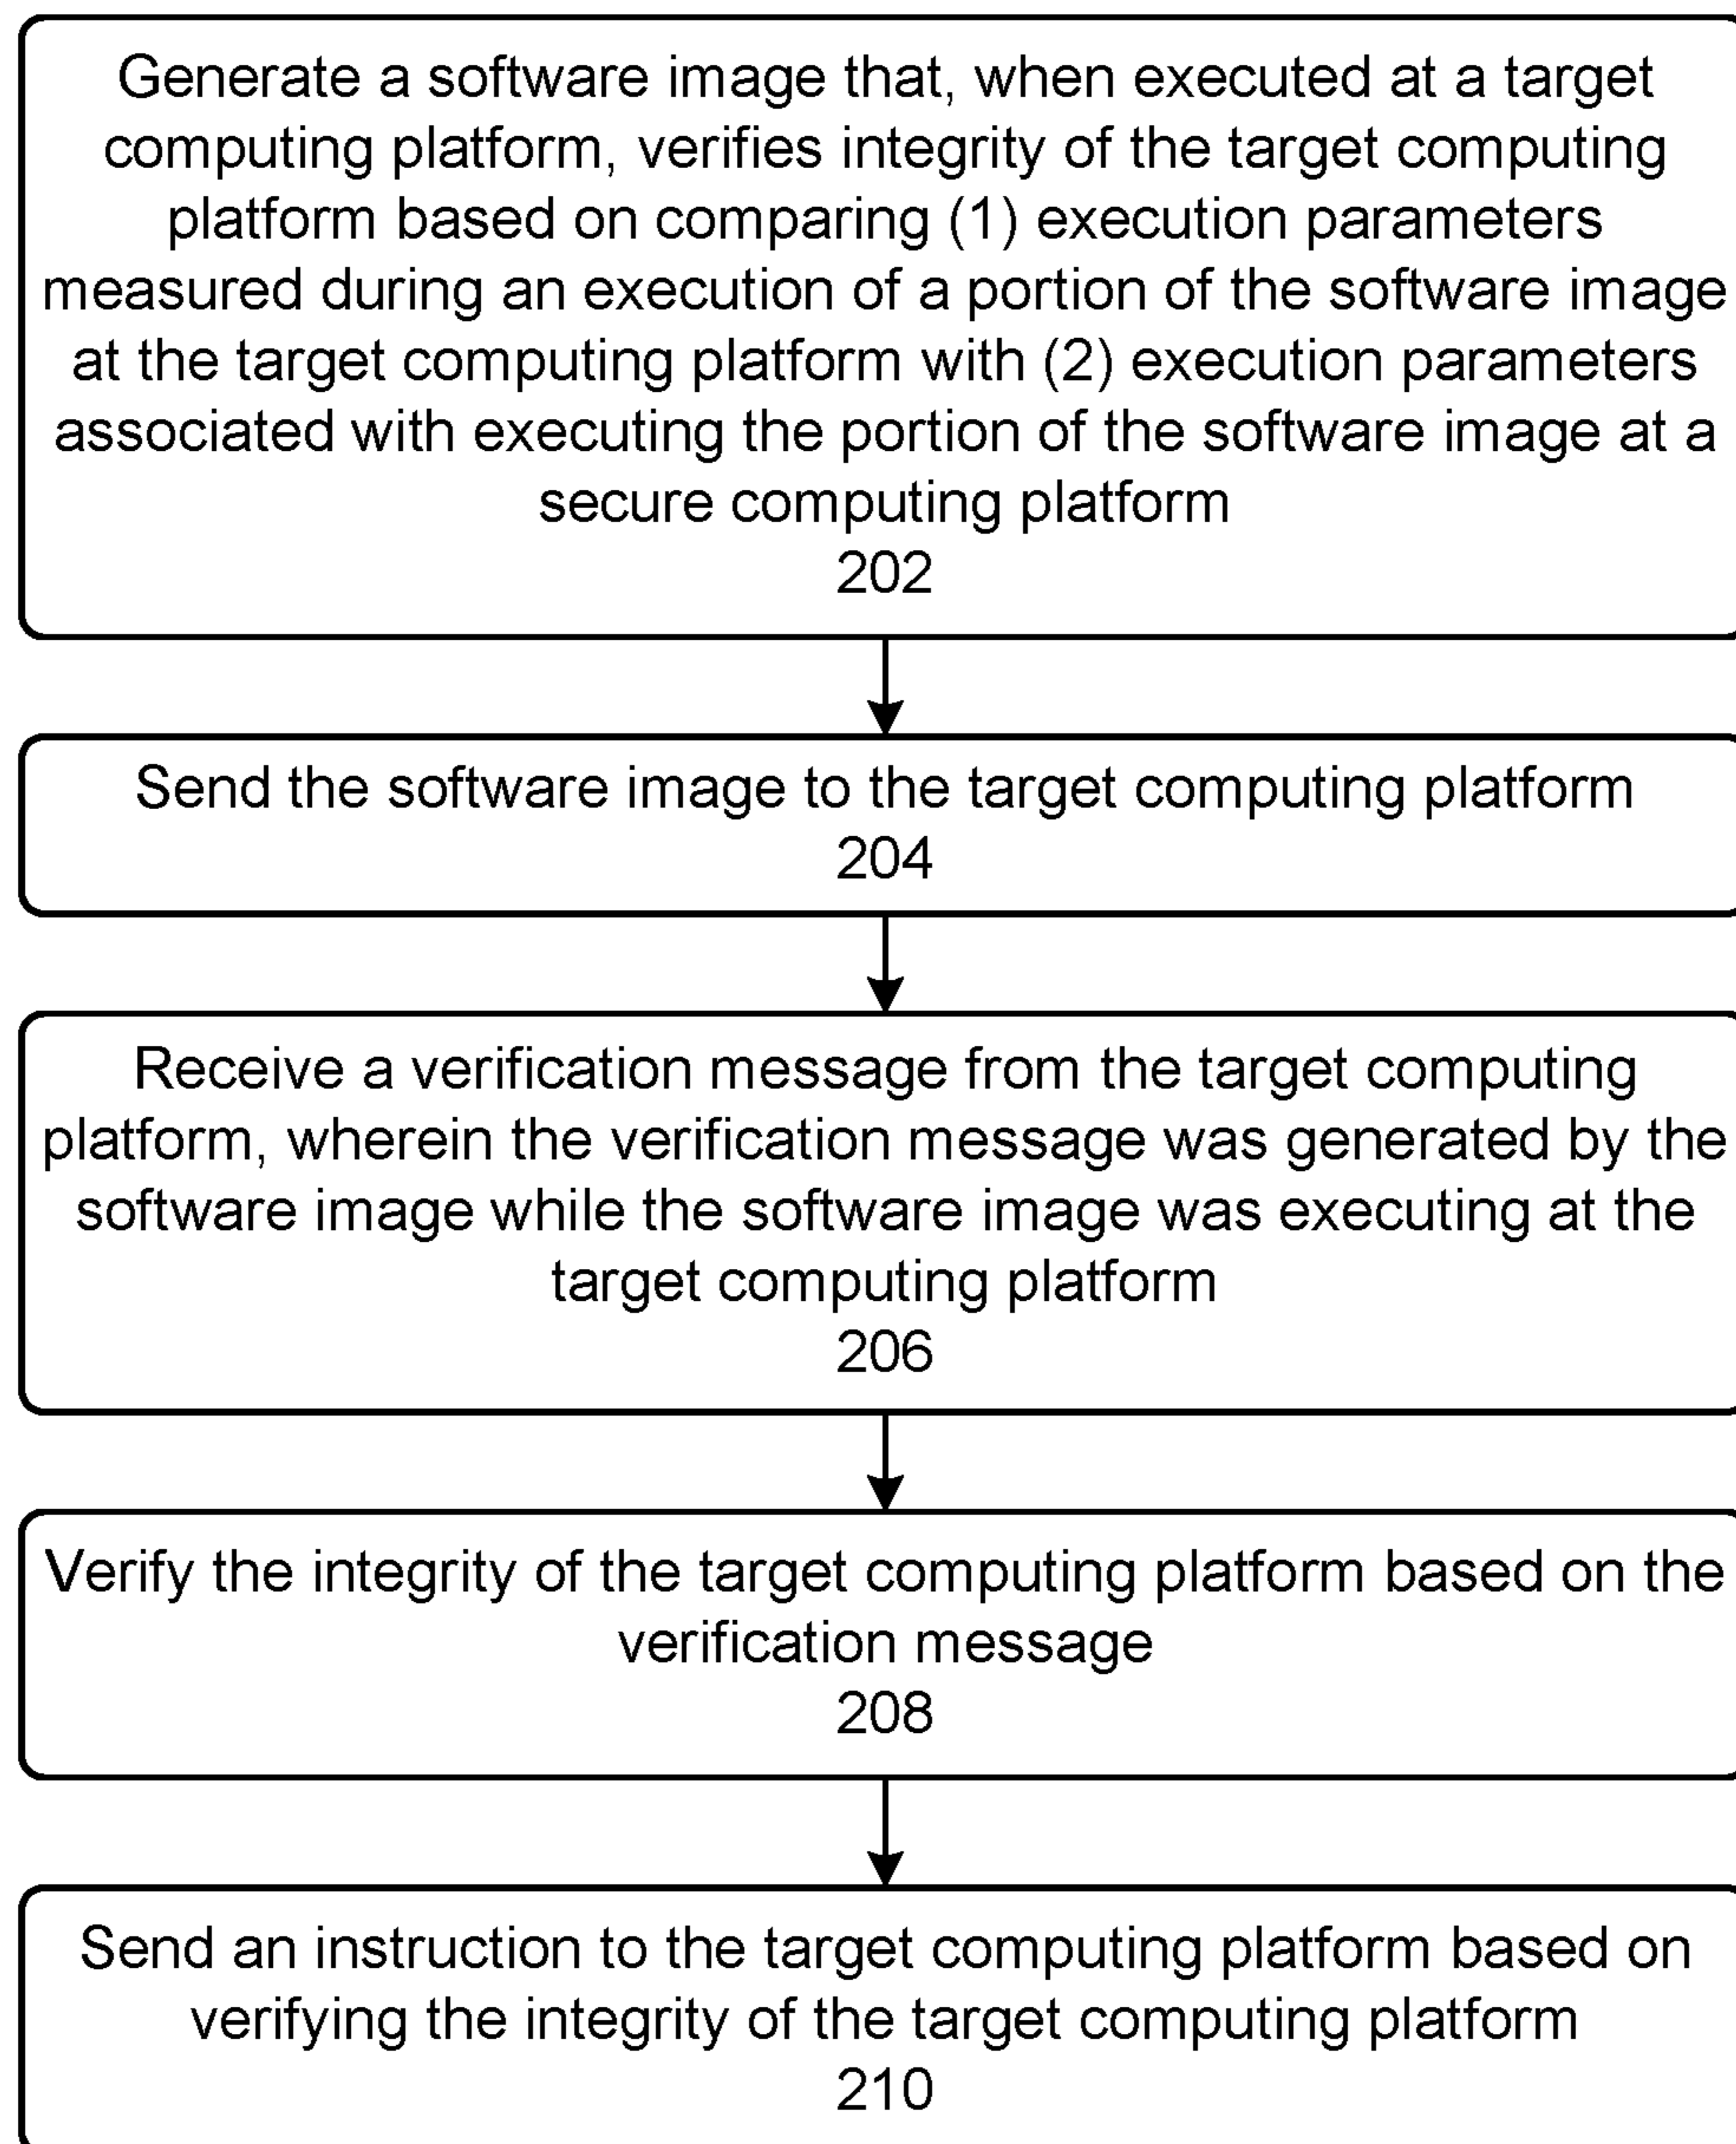 Generate a software image that, when executed at a target
computing platform, verifies integrity of the target computing
platform based on comparing (1) execution parameters
measured during an execution of a portion of the software image
at the target computing platform with (2) execution parameters
associated with executing the portion of the software image at a
secure computing platform
202
Send the software image to the target computing platform
204
Receive a verification message from the target computing
platform, wherein the verification message was generated by the
software image while the software image was executing at the
target computing platform
206
Verify the integrity of the target computing platform based on the
verification message
208
Send an instruction to the target computing platform based on
verifying the integrity of the target computing platform
210